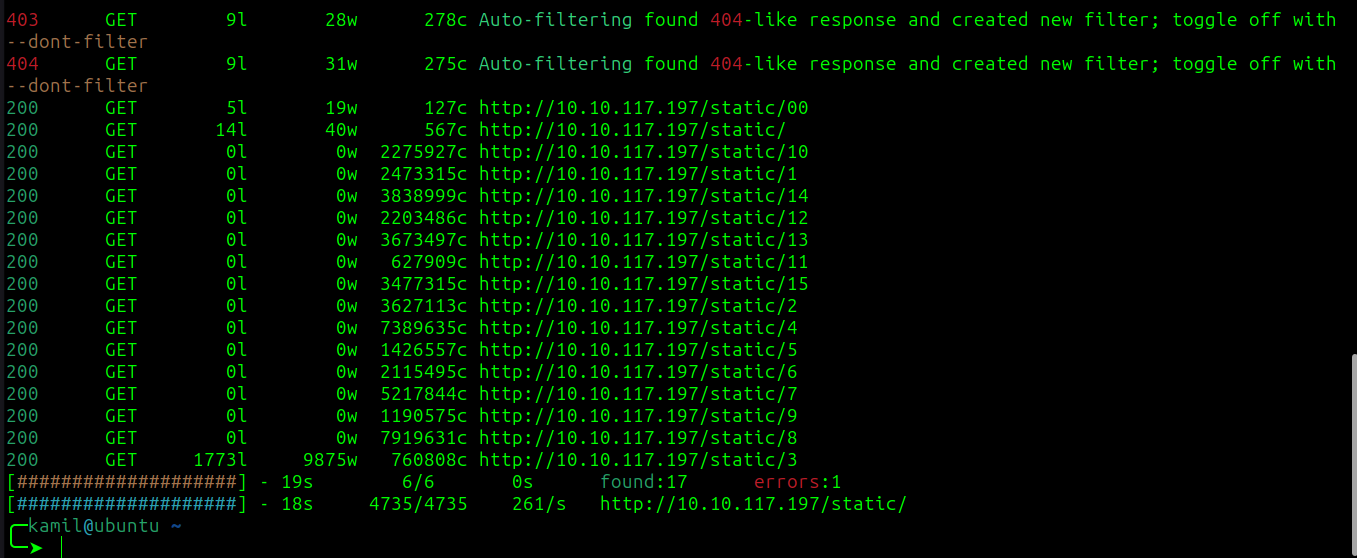 403 GET 9l 28w 278c Auto-filtering found 404-like response and created new filter; toggle off with
--dont-filter
404 GET 9l 31w 275c Auto-filtering found 404-like response and created new filter; toggle off with
--dont-filter
200 GET 5l 19w 127c http://10.10.117.197/static/00
200 GET 14l 40w 567c http://10.10.117.197/static/
200 GET 0l 0w 2275927c http://10.10.117.197/static/10
200 GET 0l 0w 2473315c http://10.10.117.197/static/1
200 GET 0l 0w 3838999c http://10.10.117.197/static/14
200 GET 0l 0w 2203486c http://10.10.117.197/static/12
200 GET 0l 0w 3673497c http://10.10.117.197/static/13
200 GET 0l 0w 627909c http://10.10.117.197/static/11
200 GET 0l 0w 3477315c http://10.10.117.197/static/15
200 GET 0l 0w 3627113c http://10.10.117.197/static/2
200 GET 0l 0w 7389635c http://10.10.117.197/static/4
200 GET 0l 0w 1426557c http://10.10.117.197/static/5
200 GET 0l 0w 2115495c http://10.10.117.197/static/6
200 GET 0l 0w 5217844c http://10.10.117.197/static/7
200 GET 0l 0w 1190575c http://10.10.117.197/static/9
200 GET 0l 0w 7919631c http://10.10.117.197/static/8
200 GET 1773l 9875w 760808c http://10.10.117.197/static/3
[####################] - 19s 6/6 0s found:17 errors:1
[####################] - 18s 4735/4735 261/s http://10.10.117.197/static/
╭─kamil@ubuntu ~
╰─➤